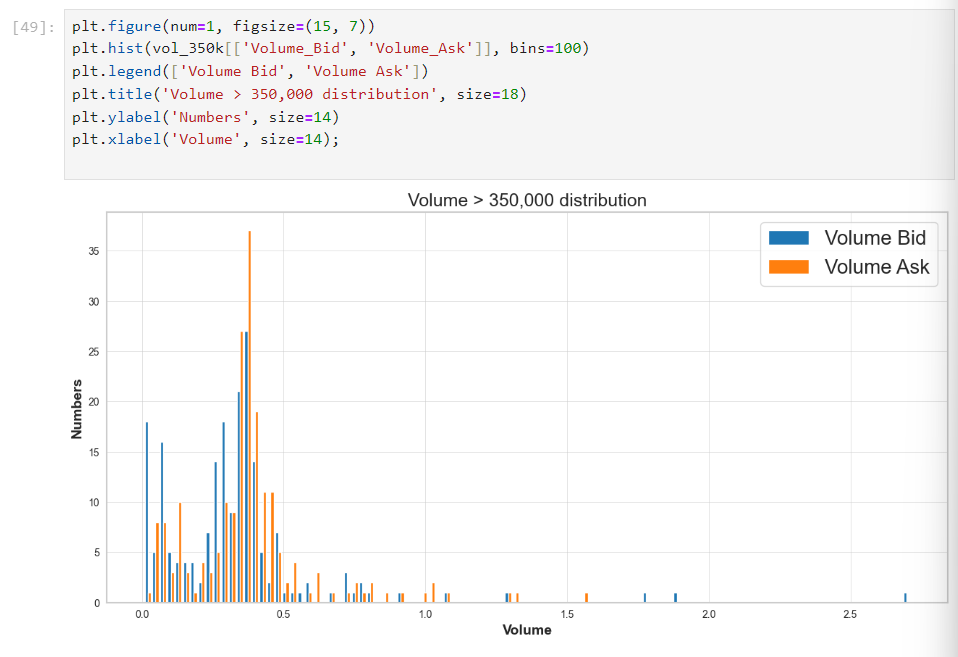 [49]: plt.figure(num=1, figsize=(15, 7))
plt.hist(vol_350k[['Volume_Bid', 'Volume_Ask']], bins=100)
plt.legend(['Volume Bid', 'Volume Ask'])
plt.title('Volume > 350,000 distribution', size=18)
plt.ylabel('Numbers', size=14)
plt.xlabel('Volume', size=14);
Volume > 350,000 distribution
Volume Bid
Volume Ask
35
30
25
20
15
10
5
0
Numbers
0.0 0.5 1.0 1.5 2.0 2.5
Volume